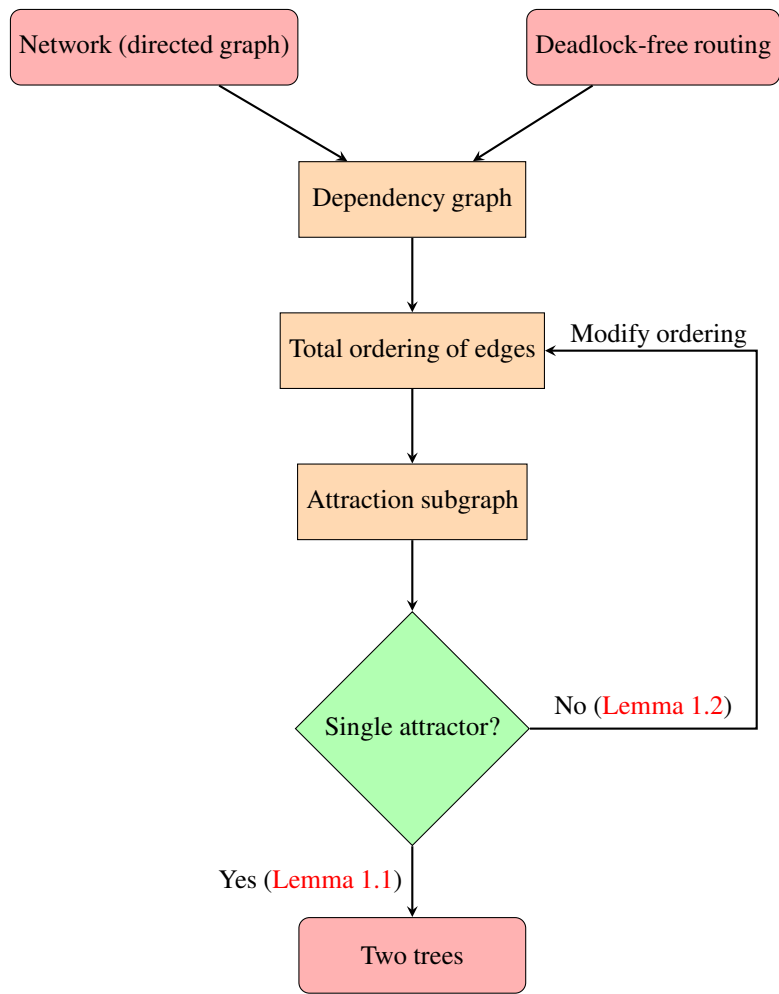 Network (directed graph)
Deadlock-free routing
Dependency graph
Total ordering of edges
Modify ordering
Attraction subgraph
Single attractor?
No (Lemma 1.2)
Yes (Lemma 1.1)
Two trees